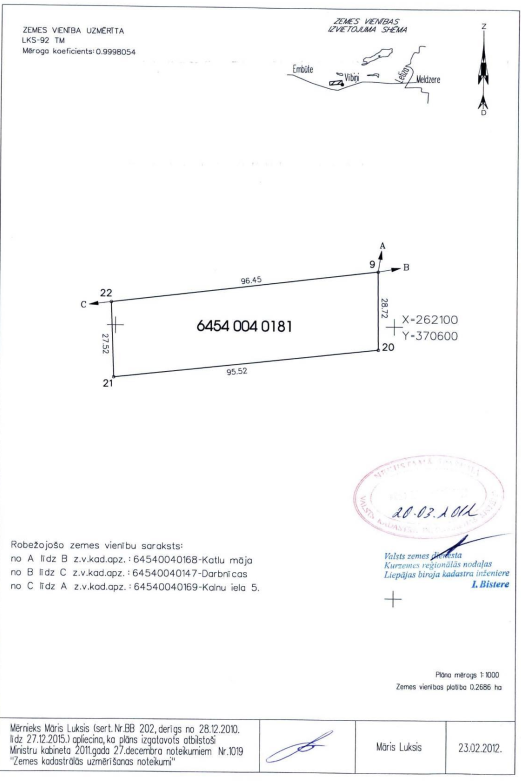 ZEMES VIENĪBA UZMĒRĪTA
LKS-92 TM
Mēroga koeficients:0.9998054
ZEMES VIENĪBAS
IZVIETOJUMA SHĒMA
Embūte
Vībiņi
Meldzere
Z
D
A
9
B
96.45
22
C
28.72
6454 004 0181
X=262100
Y=370600
27.52
20
95.52
21
20.03.2012
Robežojošo zemes vienību saraksts:
no A līdz B z.v.kad.apz. : 64540040168-Katlu māja
no B līdz C z.v.kad.apz. : 64540040147-Darbnīcas
no C līdz A z.v.kad.apz. : 64540040169-Kalnu iela 5.
Valsts zemes dienesta
Kurzemes reģionālās nodaļas
Liepājas biroja kadastra inženiere
I. Bistere
Plāna mērogs 1:1000
Zemes vienības platība 0.2686 ha
Mērnieks Māris Luksis (sert. Nr.BB 202, derīgs no 28.12.2010.
līdz 27.12.2015.) apliecina, ka plāns izgatavots atbilstoši
Ministru kabineta 2011.gada 27.decembra noteikumiem Nr.1019
"Zemes kadastrālās uzmērīšanas noteikumi"
Māris Luksis
23.02.2012.